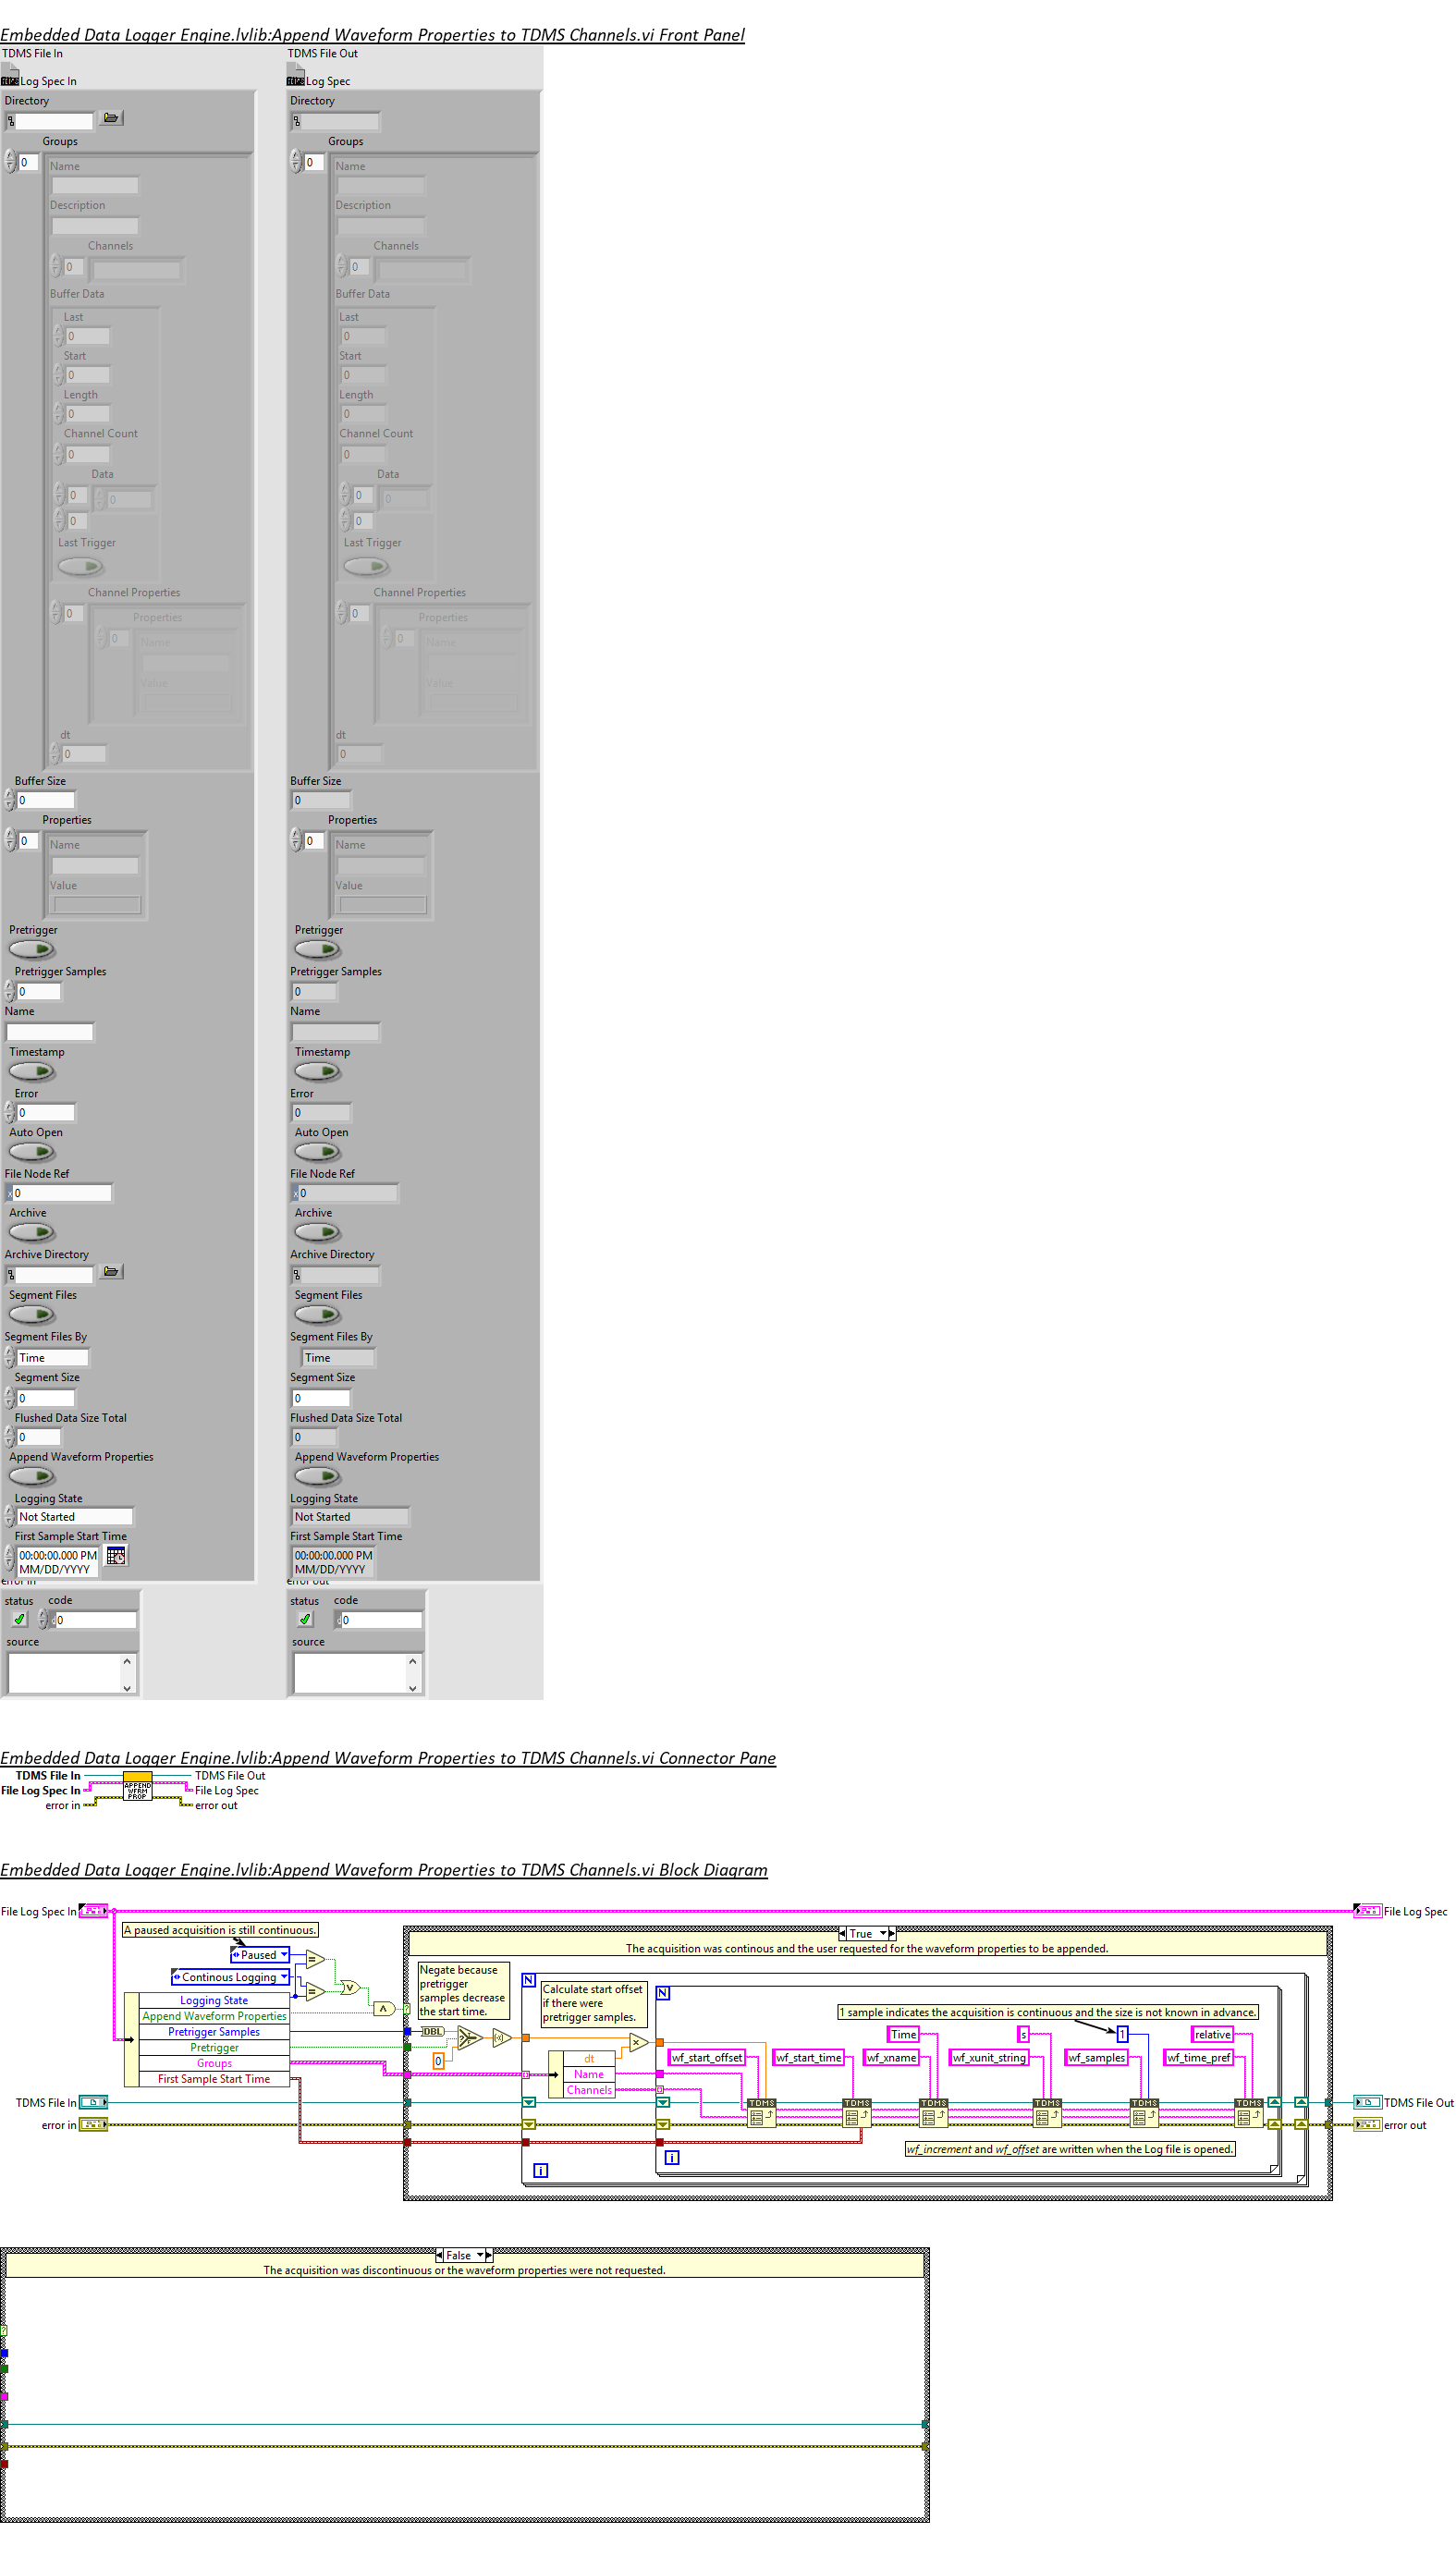 Embedded Data Logger Engine.lvlib:Append Waveform Properties to TDMS Channels.vi Front Panel
TDMS File In
Log Spec In
Directory
Groups
0
Name
Description
Channels
0
Buffer Data
Last
0
Start
0
Length
0
Channel Count
0
Data
0
0
0
Last Trigger
Channel Properties
0
Properties
0
Name
Value
dt
0
Buffer Size
0
Properties
0
Name
Value
Pretrigger
Pretrigger Samples
0
Name
Timestamp
Error
0
Auto Open
File Node Ref
x 0
Archive
Archive Directory
Segment Files
Segment Files By
Time
Segment Size
0
Flushed Data Size Total
0
Append Waveform Properties
Logging State
Not Started
First Sample Start Time
00:00:00.000 PM
MM/DD/YYYY
error in
status code
d 0
source
TDMS File Out
Log Spec
Directory
Groups
0
Name
Description
Channels
0
Buffer Data
Last
0
Start
0
Length
0
Channel Count
0
Data
0
0
0
Last Trigger
Channel Properties
0
Properties
0
Name
Value
dt
0
Buffer Size
0
Properties
0
Name
Value
Pretrigger
Pretrigger Samples
0
Name
Timestamp
Error
0
Auto Open
File Node Ref
x 0
Archive
Archive Directory
Segment Files
Segment Files By
Time
Segment Size
0
Flushed Data Size Total
0
Append Waveform Properties
Logging State
Not Started
First Sample Start Time
00:00:00.000 PM
MM/DD/YYYY
error out
status code
d 0
source
Embedded Data Logger Engine.lvlib:Append Waveform Properties to TDMS Channels.vi Connector Pane
TDMS File In
File Log Spec In
error in
APPEND
WFRM
PROP
TDMS File Out
File Log Spec
error out
Embedded Data Logger Engine.lvlib:Append Waveform Properties to TDMS Channels.vi Block Diagram
File Log Spec In
File Log Spec
A paused acquisition is still continuous.
Paused
Continous Logging
Logging State
Append Waveform Properties
Pretrigger Samples
Pretrigger
Groups
First Sample Start Time
TDMS File In
error in
True
The acquisition was continous and the user requested for the waveform properties to be appended.
Negate because
pretrigger
samples decrease
the start time.
DBL
0
N
Calculate start offset
if there were
pretrigger samples.
dt
Name
Channels
i
N
1 sample indicates the acquisition is continuous and the size is not known in advance.
Time
s
1
relative
wf_start_offset
wf_start_time
wf_xname
wf_xunit_string
wf_samples
wf_time_pref
TDMS
TDMS
TDMS
TDMS
TDMS
TDMS
wf_increment and wf_offset are written when the Log file is opened.
i
TDMS File Out
error out
False
The acquisition was discontinuous or the waveform properties were not requested.